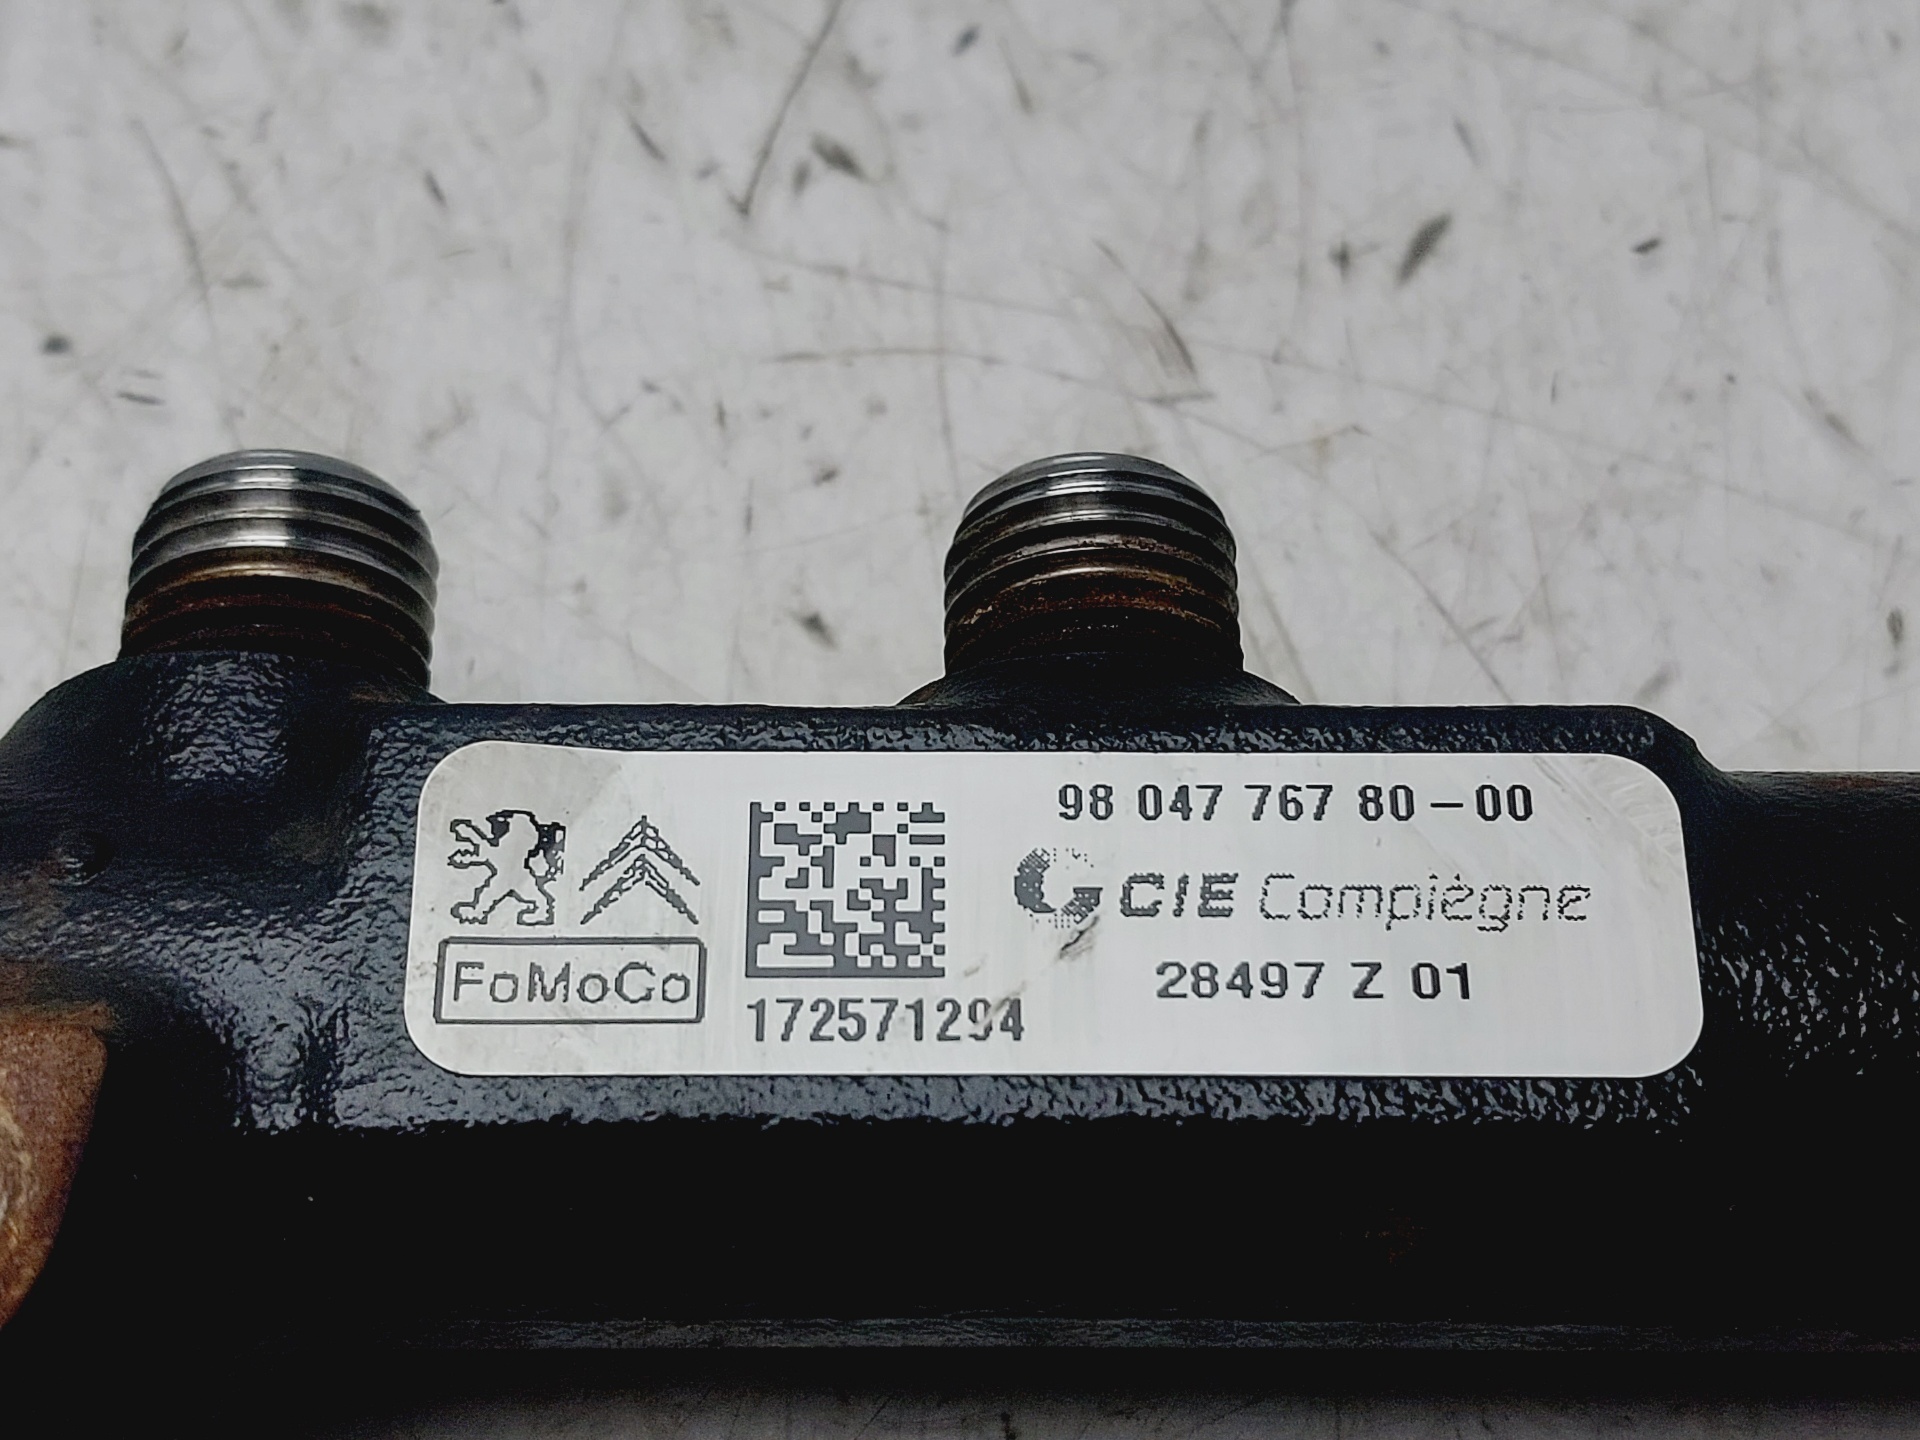 98 047 767 80-00
CIE Compiègne
28497 Z 01
FoMoCo
172571294